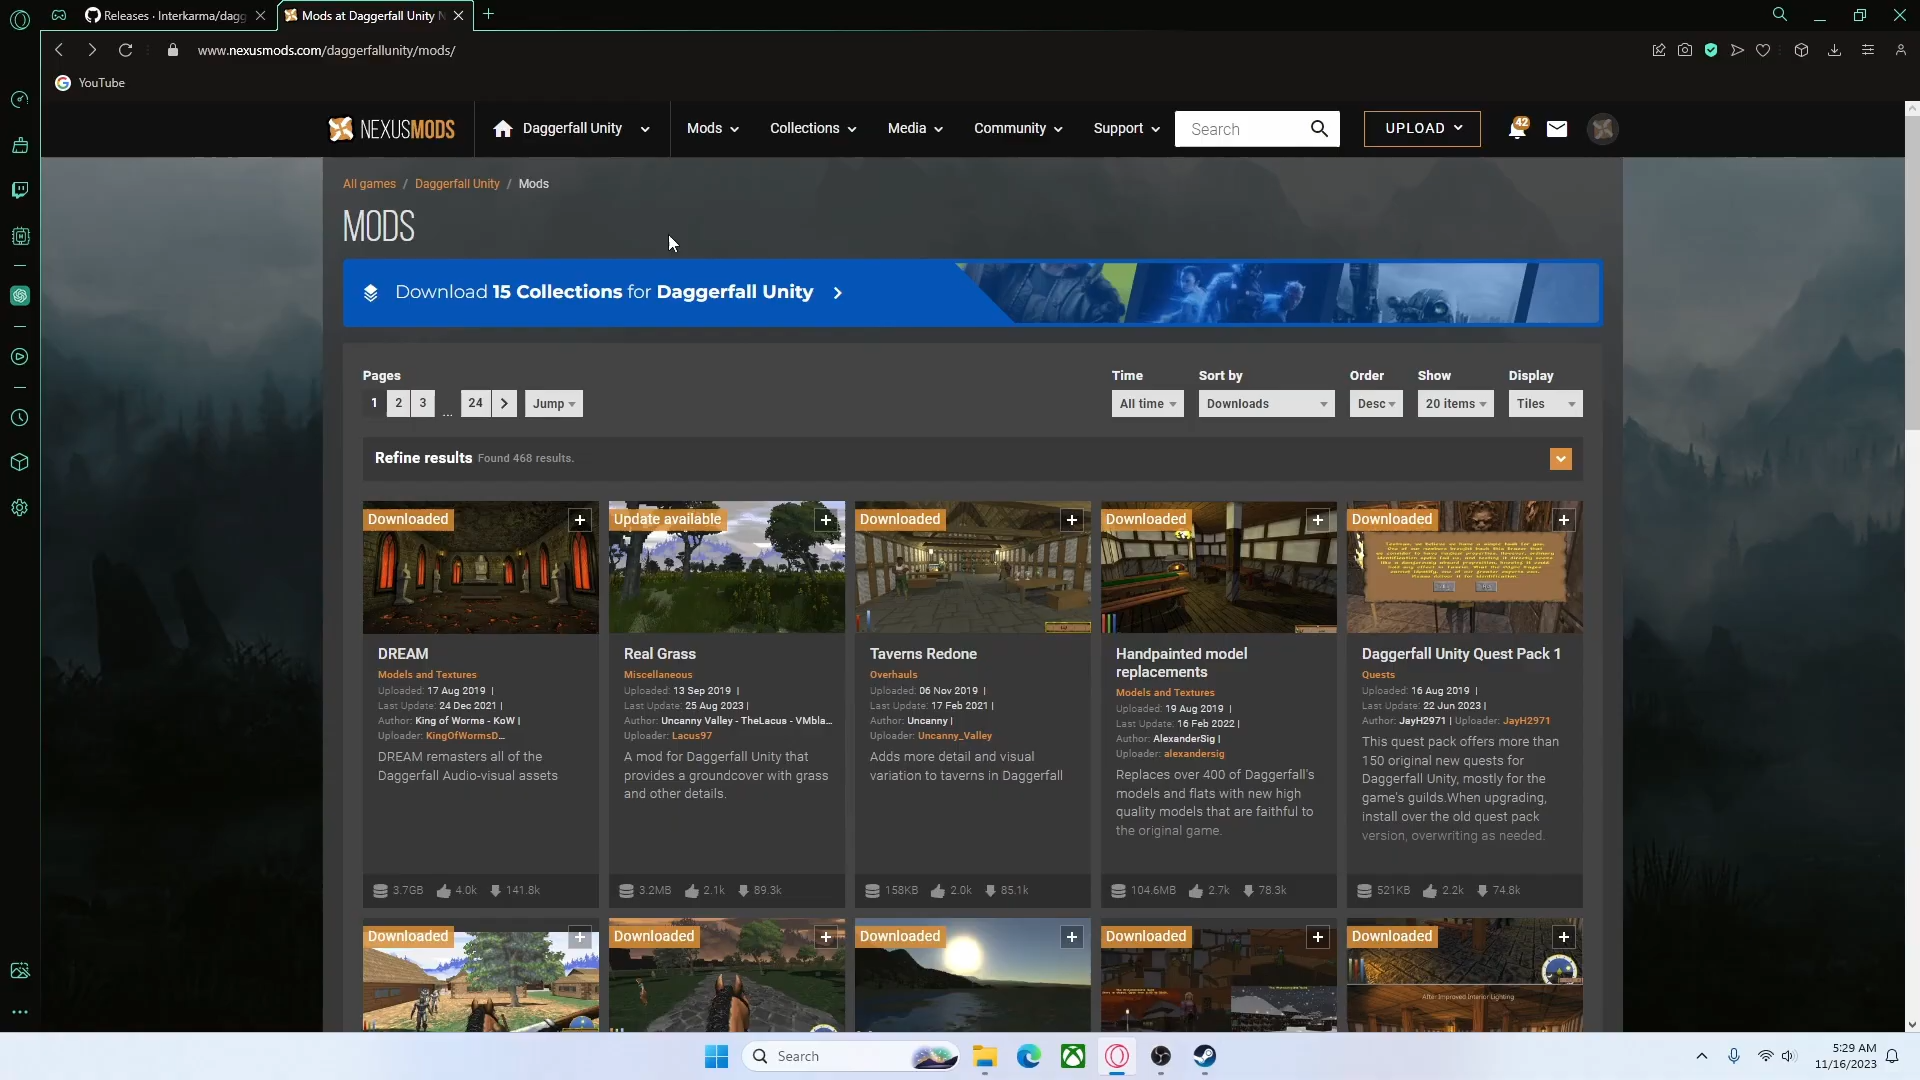 Releases · Interkarma/dagg
Mods at Daggerfall Unity N
www.nexusmods.com/daggerfallunity/mods/
YouTube
NEXUSMODS
Daggerfall Unity
Mods
Collections
Media
Community
Support
Search
UPLOAD
42
All games / Daggerfall Unity / Mods
MODS
Download 15 Collections for Daggerfall Unity
Pages
Time
Sort by
Order
Show
Display
1 2 3 ... 24 Jump
All time
Downloads
Desc
20 items
Tiles
Refine results Found 468 results.
Downloaded
DREAM
Models and Textures
Uploaded: 17 Aug 2019 |
Last Update: 24 Dec 2021 |
Author: King of Worms - KoW |
Uploader: KingOfWormsD...
DREAM remasters all of the
Daggerfall Audio-visual assets
3.7GB 4.0k 141.8k
Update available
Real Grass
Miscellaneous
Uploaded: 13 Sep 2019 |
Last Update: 25 Aug 2023 |
Author: Uncanny Valley - TheLacus - VMbla...
Uploader: Lacus97
A mod for Daggerfall Unity that
provides a groundcover with grass
and other details.
3.2MB 2.1k 89.3k
Downloaded
Taverns Redone
Overhauls
Uploaded: 06 Nov 2019 |
Last Update: 17 Feb 2021 |
Author: Uncanny |
Uploader: Uncanny_Valley
Adds more detail and visual
variation to taverns in Daggerfall
158KB 2.0k 85.1k
Downloaded
Handpainted model
replacements
Models and Textures
Uploaded: 19 Aug 2019 |
Last Update: 16 Feb 2022 |
Author: AlexanderSig |
Uploader: alexandersig
Replaces over 400 of Daggerfall's
models and flats with new high
quality models that are faithful to
the original game.
104.6MB 2.7k 78.3k
Downloaded
Daggerfall Unity Quest Pack 1
Quests
Uploaded: 16 Aug 2019 |
Last Update: 22 Jun 2023 |
Author: JayH2971 | Uploader: JayH2971
This quest pack offers more than
150 original new quests for
Daggerfall Unity, mostly for the
game's guilds.When upgrading,
install over the old quest pack
version, overwriting as needed.
521KB 2.2k 74.8k
Downloaded
Downloaded
Downloaded
Downloaded
Downloaded
After: Improved Interior Lighting
Search
5:29 AM
11/16/2023